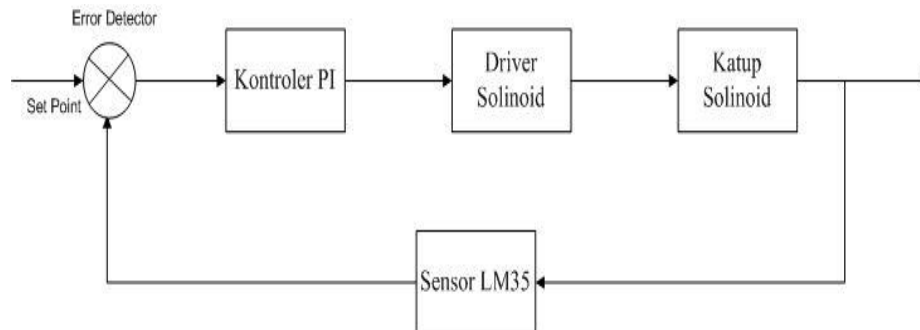 Error Detector
Set Point
Kontroler PI
Driver
Solinoid
Katup
Solinoid
Sensor LM35